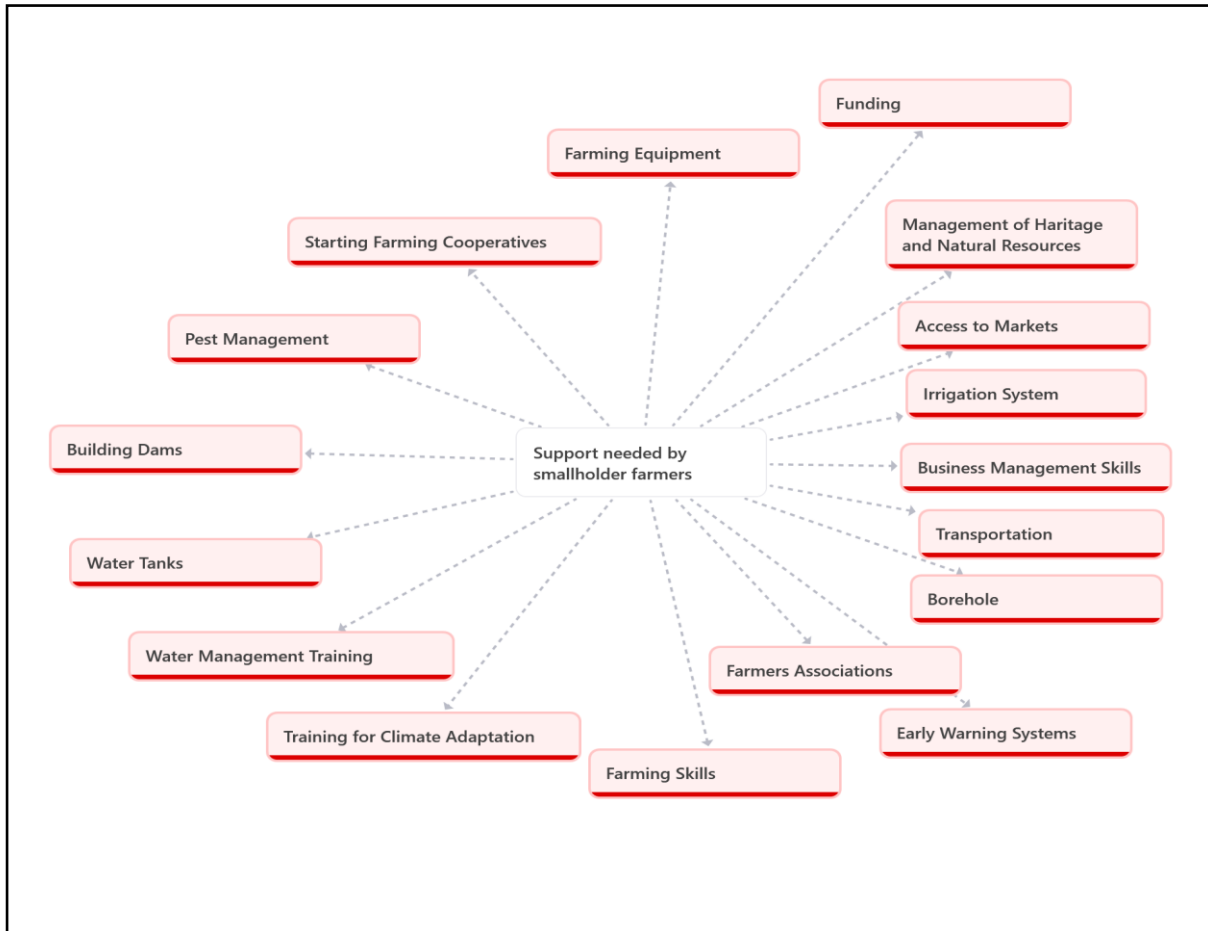 Funding
Farming Equipment
Management of Haritage
and Natural Resources
Starting Farming Cooperatives
Access to Markets
Pest Management
Irrigation System
Building Dams
Support needed by
smallholder farmers
Business Management Skills
Transportation
Water Tanks
Borehole
Water Management Training
Farmers Associations
Training for Climate Adaptation
Early Warning Systems
Farming Skills